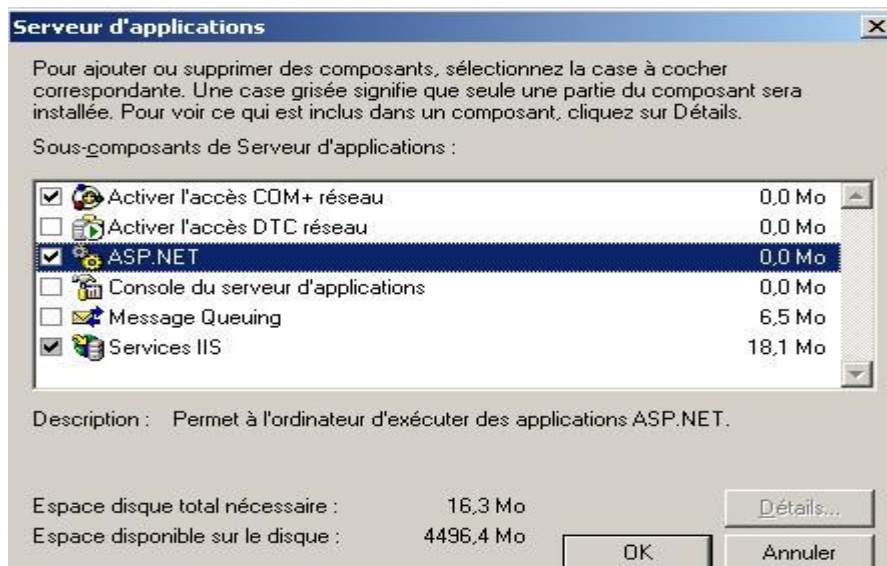 Serveur d'applications
Pour ajouter ou supprimer des composants, sélectionnez la case à cocher
correspondante. Une case grisée signifie que seule une partie du composant sera
installée. Pour voir ce qui est inclus dans un composant, cliquez sur Détails.
Sous-composants de Serveur d'applications :
Activer l'accès COM+ réseau 0,0 Mo
Activer l'accès DTC réseau 0,0 Mo
ASP.NET 0,0 Mo
Console du serveur d'applications 0,0 Mo
Message Queuing 6,5 Mo
Services IIS 18,1 Mo
Description : Permet à l'ordinateur d'exécuter des applications ASP.NET.
Espace disque total nécessaire : 16,3 Mo
Détails...
Espace disponible sur le disque : 4496,4 Mo
OK Annuler